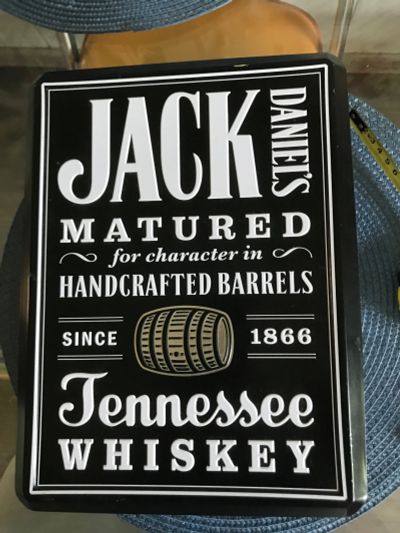 JACK
DANIEL'S
MATURED
for character in
HANDCRAFTED BARRELS
SINCE 1866
Tennessee
WHISKEY